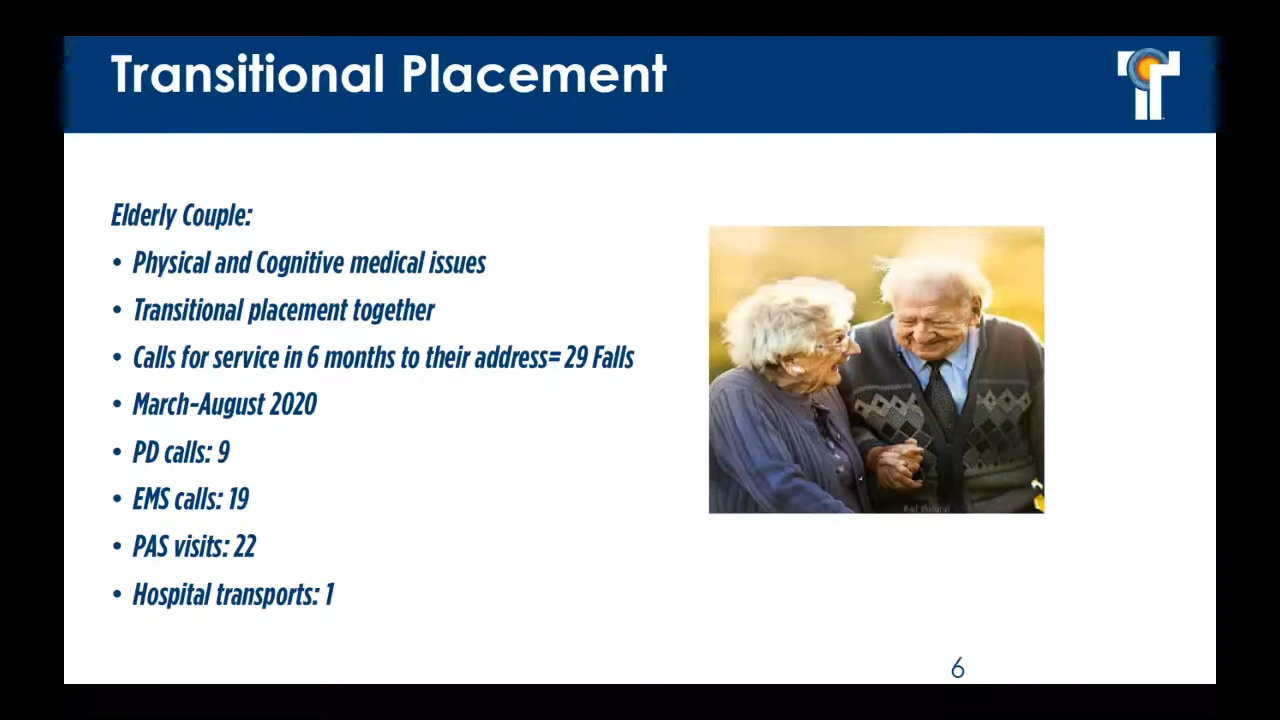 Transitional Placement
Elderly Couple:
• Physical and Cognitive medical issues
• Transitional placement together
• Calls for service in 6 months to their address= 29 Falls
• March-August 2020
• PD calls: 9
• EMS calls: 19
• PAS visits: 22
• Hospital transports: 1
6